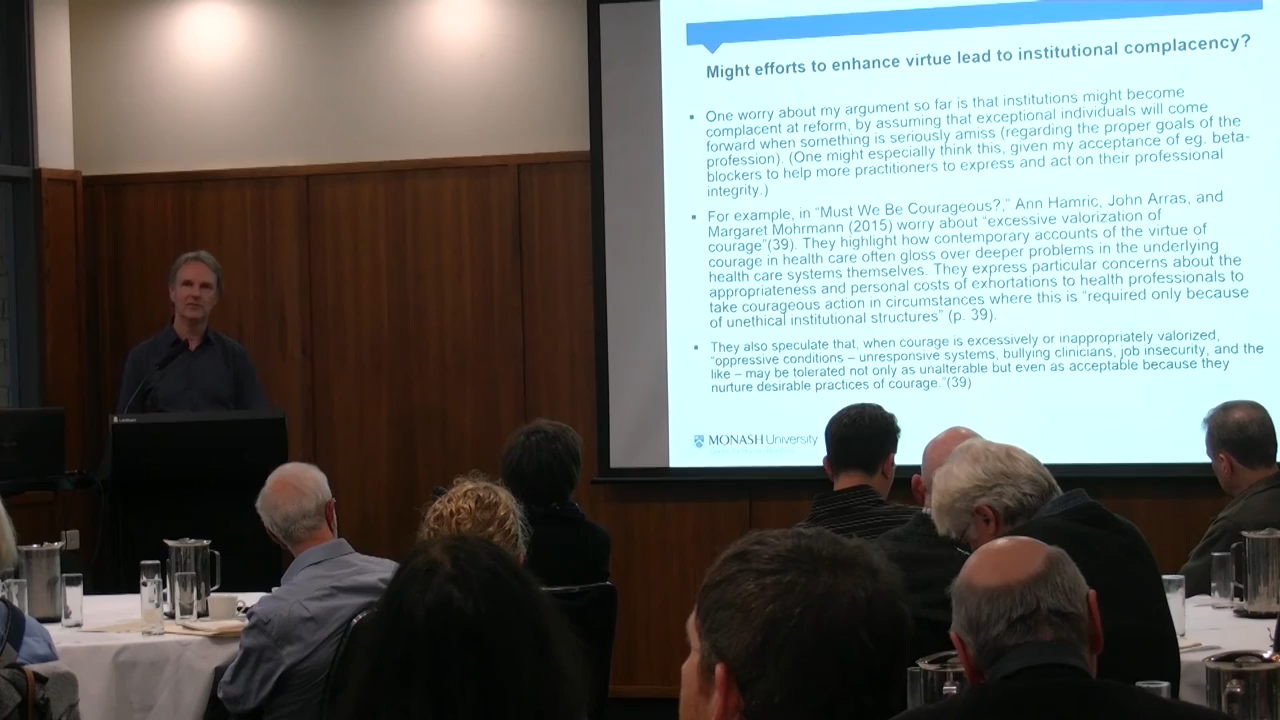 Might efforts to enhance virtue lead to institutional complacency?
One worry about my argument so far is that institutions might become
complacent at reform, by assuming that exceptional individuals will come
forward when something is seriously amiss (regarding the proper goals of the
profession). (One might especially think this, given my acceptance of eg. beta-
blockers to help more practitioners to express and act on their professional
integrity.)
For example, in “Must We Be Courageous?,” Ann Hamric, John Arras, and
Margaret Mohrmann (2015) worry about “excessive valorization of
courage”(39). They highlight how contemporary accounts of the virtue of
courage in health care often gloss over deeper problems in the underlying
health care systems themselves. They express particular concerns about the
appropriateness and personal costs of exhortations to health professionals to
take courageous action in circumstances where this is “required only because
of unethical institutional structures” (p. 39).
They also speculate that, when courage is excessively or inappropriately valorized,
“oppressive conditions – unresponsive systems, bullying clinicians, job insecurity, and the
like – may be tolerated not only as unalterable but even as acceptable because they
nurture desirable practices of courage.”(39)
MONASH University